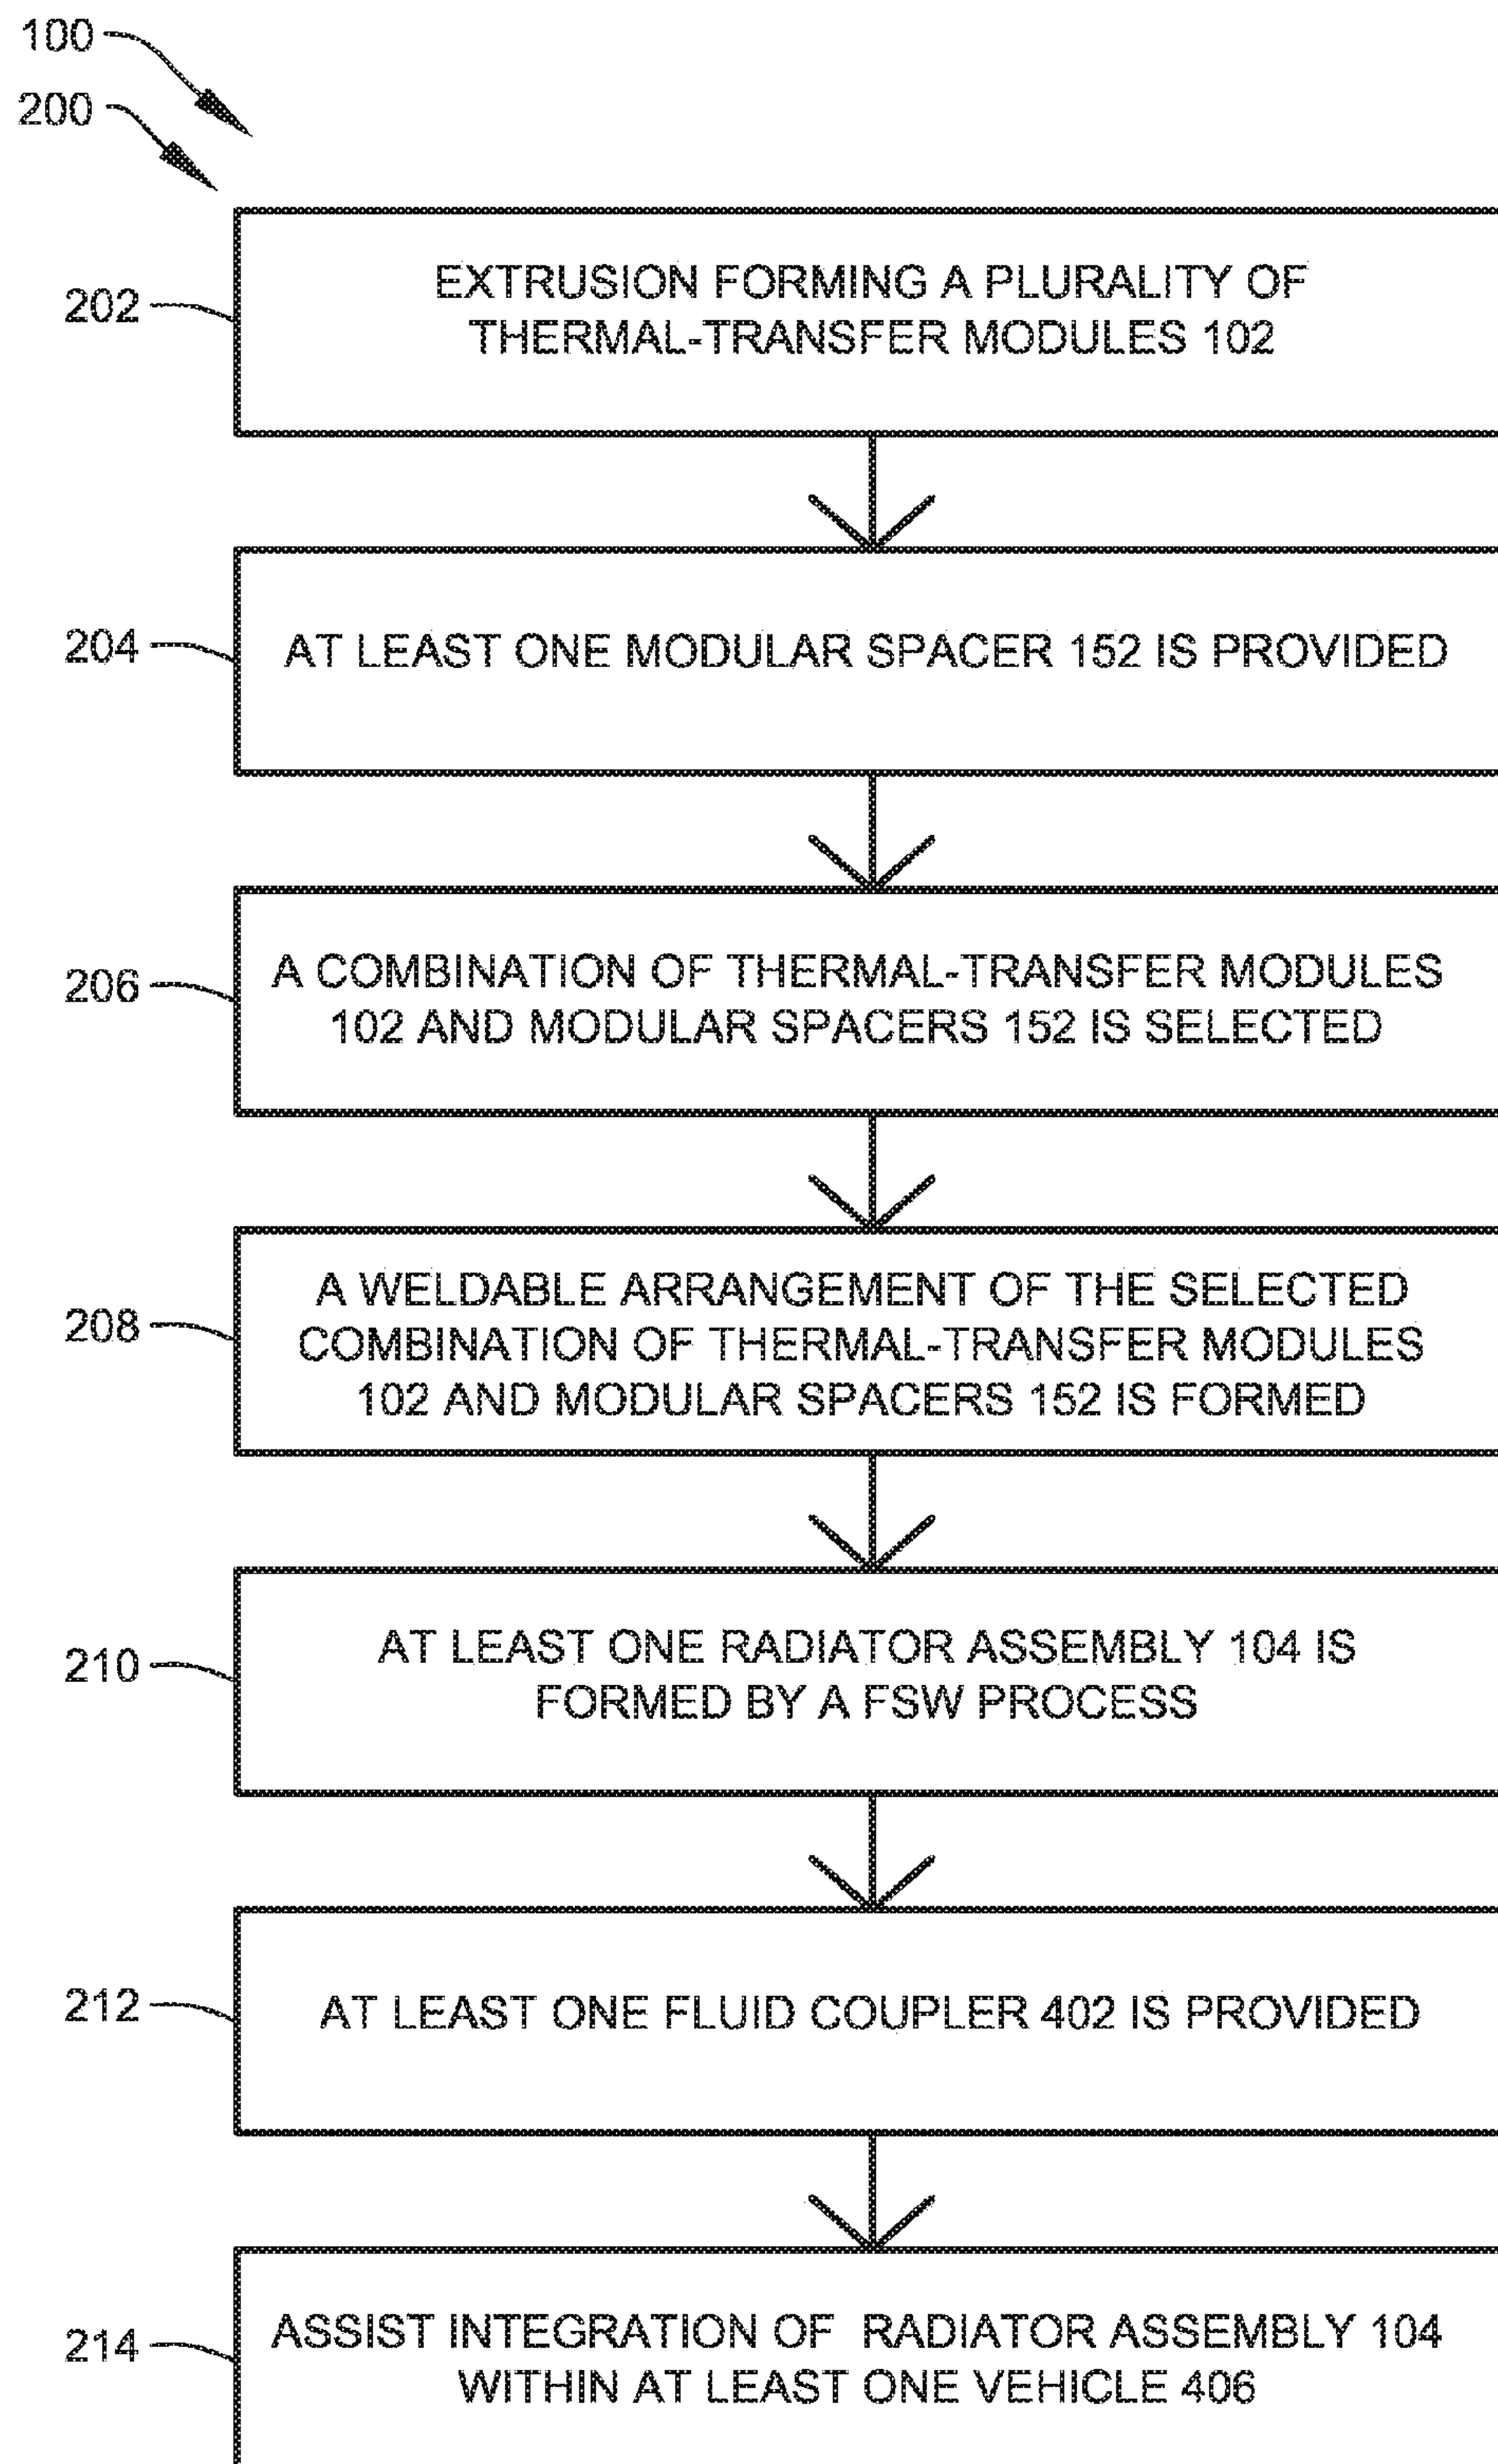 100
200
202
EXTRUSION FORMING A PLURALITY OF
THERMAL-TRANSFER MODULES 102
204
AT LEAST ONE MODULAR SPACER 152 IS PROVIDED
206
A COMBINATION OF THERMAL-TRANSFER MODULES
102 AND MODULAR SPACERS 152 IS SELECTED
208
A WELDABLE ARRANGEMENT OF THE SELECTED
COMBINATION OF THERMAL-TRANSFER MODULES
102 AND MODULAR SPACERS 152 IS FORMED
210
AT LEAST ONE RADIATOR ASSEMBLY 104 IS
FORMED BY A FSW PROCESS
212
AT LEAST ONE FLUID COUPLER 402 IS PROVIDED
214
ASSIST INTEGRATION OF RADIATOR ASSEMBLY 104
WITHIN AT LEAST ONE VEHICLE 406